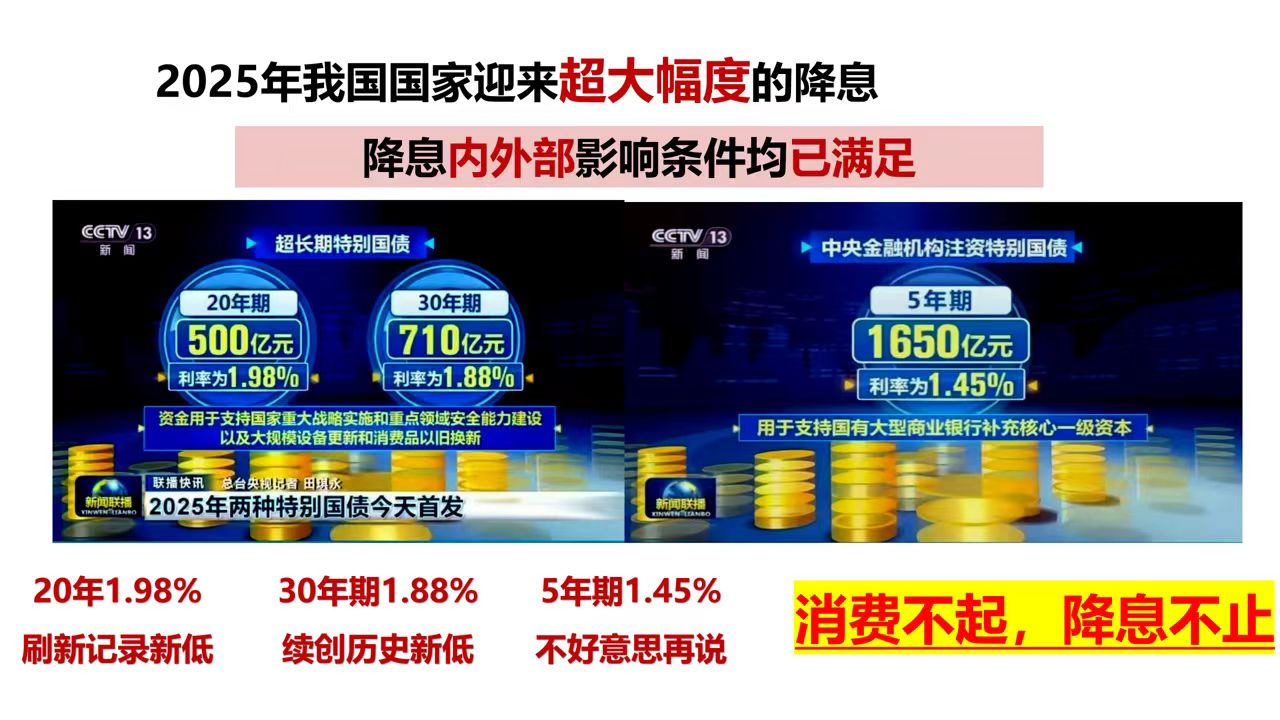 2025年我国国家迎来超大幅度的降息
降息内外部影响条件均已满足
CCTV 13
新闻
超长期特别国债
20年期
500亿元
利率为1.98%
30年期
710亿元
利率为1.88%
资金用于支持国家重大战略实施和重点领域安全能力建设
以及大规模设备更新和消费品以旧换新
新闻联播
XINWEN LIANBO
联播快讯 总台央视记者 田琪永
2025年两种特别国债今天首发
CCTV 13
新闻
中央金融机构注资特别国债
5年期
1650亿元
利率为1.45%
用于支持国有大型商业银行补充核心一级资本
新闻联播
XINWEN LIANBO
20年1.98%
刷新记录新低
30年期1.88%
续创历史新低
5年期1.45%
不好意思再说
消费不起，降息不止